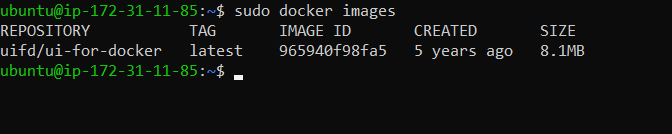 ubuntu@ip-172-31-11-85:~$ sudo docker images
REPOSITORY TAG IMAGE ID CREATED SIZE
uifd/ui-for-docker latest 965940f98fa5 5 years ago 8.1MB
ubuntu@ip-172-31-11-85:~$